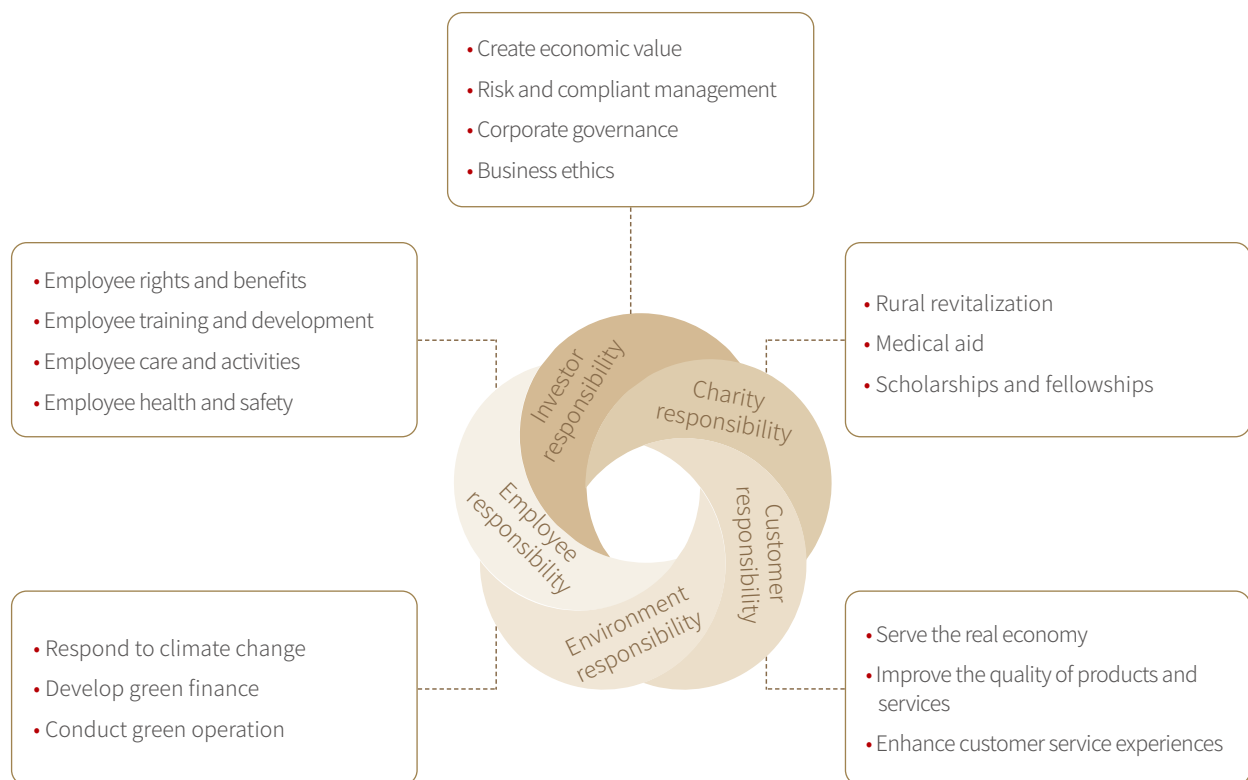 • Create economic value
• Risk and compliant management
• Corporate governance
• Business ethics
• Employee rights and benefits
• Employee training and development
• Employee care and activities
• Employee health and safety
• Rural revitalization
• Medical aid
• Scholarships and fellowships
Investor
responsibility
Charity
responsibility
Employee
responsibility
Customer
responsibility
Environment
responsibility
• Respond to climate change
• Develop green finance
• Conduct green operation
• Serve the real economy
• Improve the quality of products and
services
• Enhance customer service experiences